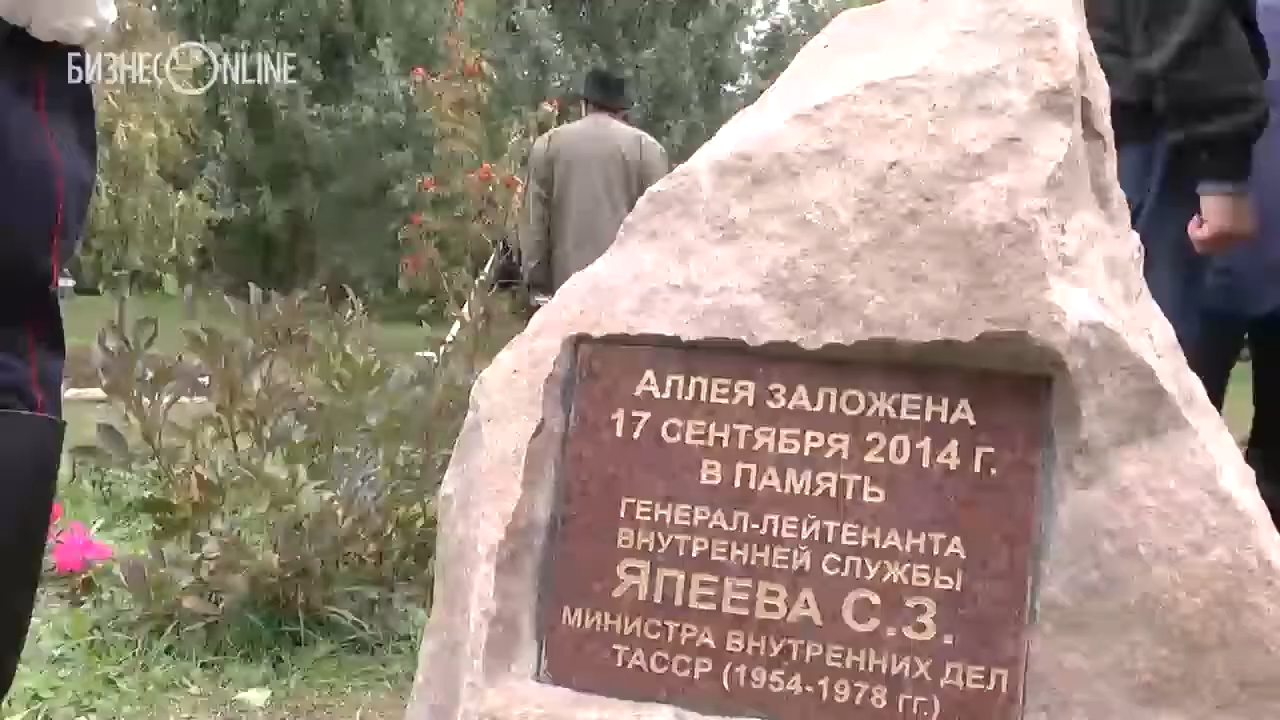 БИЗНЕС ONLINE
АЛЛЕЯ ЗАЛОЖЕНА
17 СЕНТЯБРЯ 2014 Г.
В ПАМЯТЬ
ГЕНЕРАЛ-ЛЕЙТЕНАНТА
ВНУТРЕННЕЙ СЛУЖБЫ
ЯПЕЕВА С.З.
МИНИСТРА ВНУТРЕННИХ ДЕЛ
ТАССР (1954-1978 ГГ.)